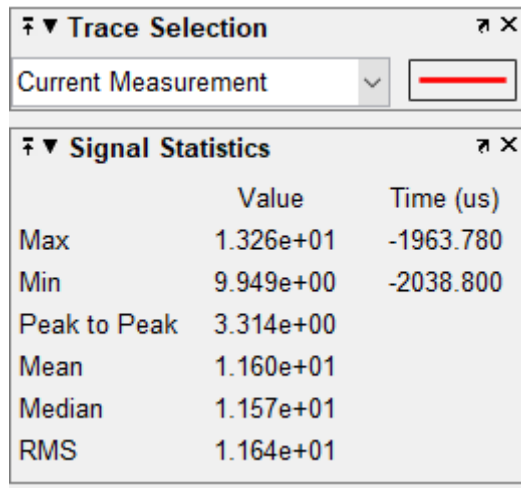 Trace Selection
Current Measurement
Signal Statistics
Value Time (us)
Max 1.326e+01 -1963.780
Min 9.949e+00 -2038.800
Peak to Peak 3.314e+00
Mean 1.160e+01
Median 1.157e+01
RMS 1.164e+01